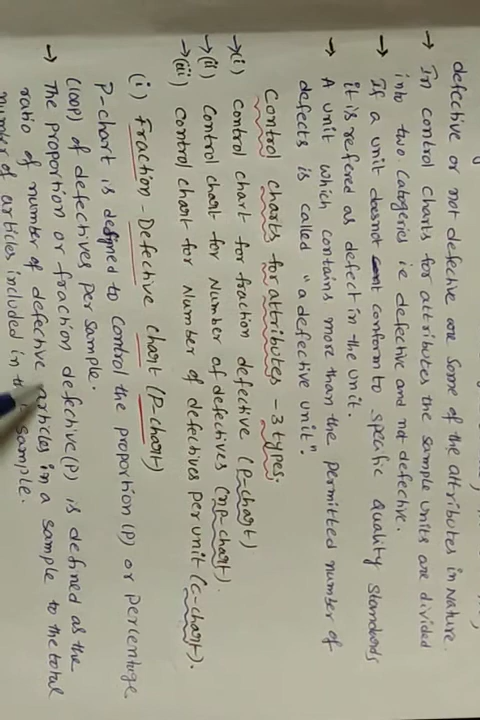 defective or not defective are some of the attributes in Nature.
→ In control charts for attributes the sample units are divided
into two categories ie defective and not defective.
→ If a unit doesnot conform to specific Quality standards
it is refered as defect in the unit.
→ A unit which contains more than the permitted number of
defects is called "a defective unit".
Control charts for attributes - 3 types.
→(i) control chart for fraction defective (P-chart)
→(ii) control chart for Number of defectives (np-chart).
→(iii) control chart for Number of defectives per unit (C-chart).
(i) Fraction - Defective chart (P-chart)
P-chart is designed to control the proportion (P) or percentage
(100P) of defectives per sample.
→ The proportion or fraction defective (P) is defined as the
ratio of number of defective articles in a sample to the total
number of articles included in sample.